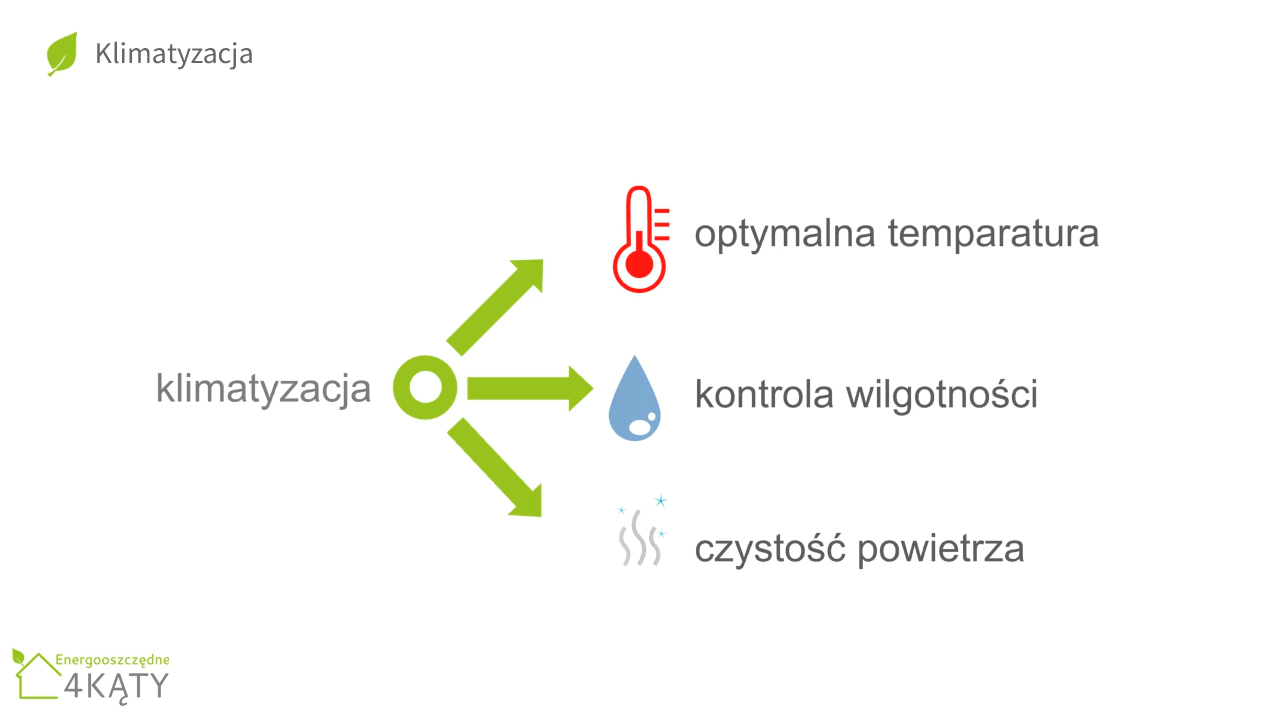 Klimatyzacja
optymalna temparatura
klimatyzacja
kontrola wilgotności
czystość powietrza
Energooszczędne
4KĄTY